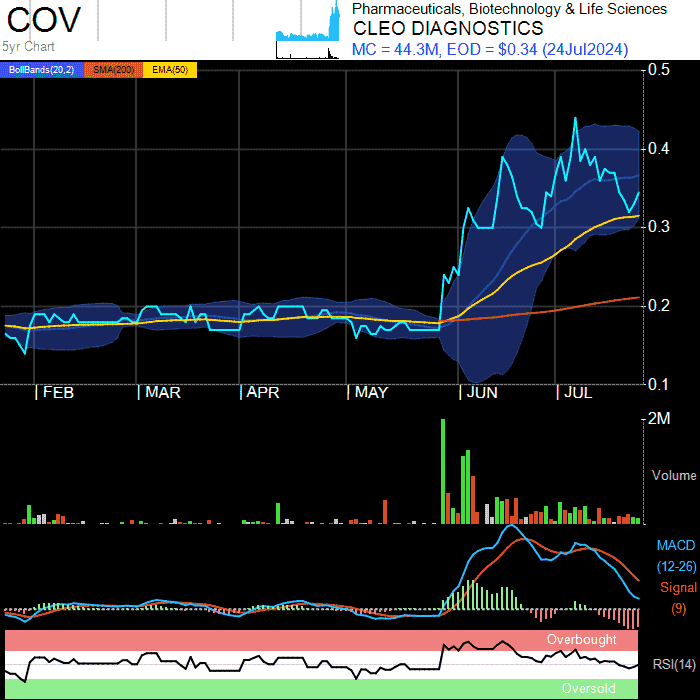 COV
5yr Chart
Pharmaceuticals, Biotechnology & Life Sciences
CLEO DIAGNOSTICS
MC = 44.3M, EOD = $0.34 (24Jul2024)
BollBands(20,2) SMA(200) EMA(50)
0.5
0.4
0.3
0.2
0.1
FEB MAR APR MAY JUN JUL
2M
Volume
MACD
(12-26)
Signal
(9)
Overbought
RSI(14)
Oversold